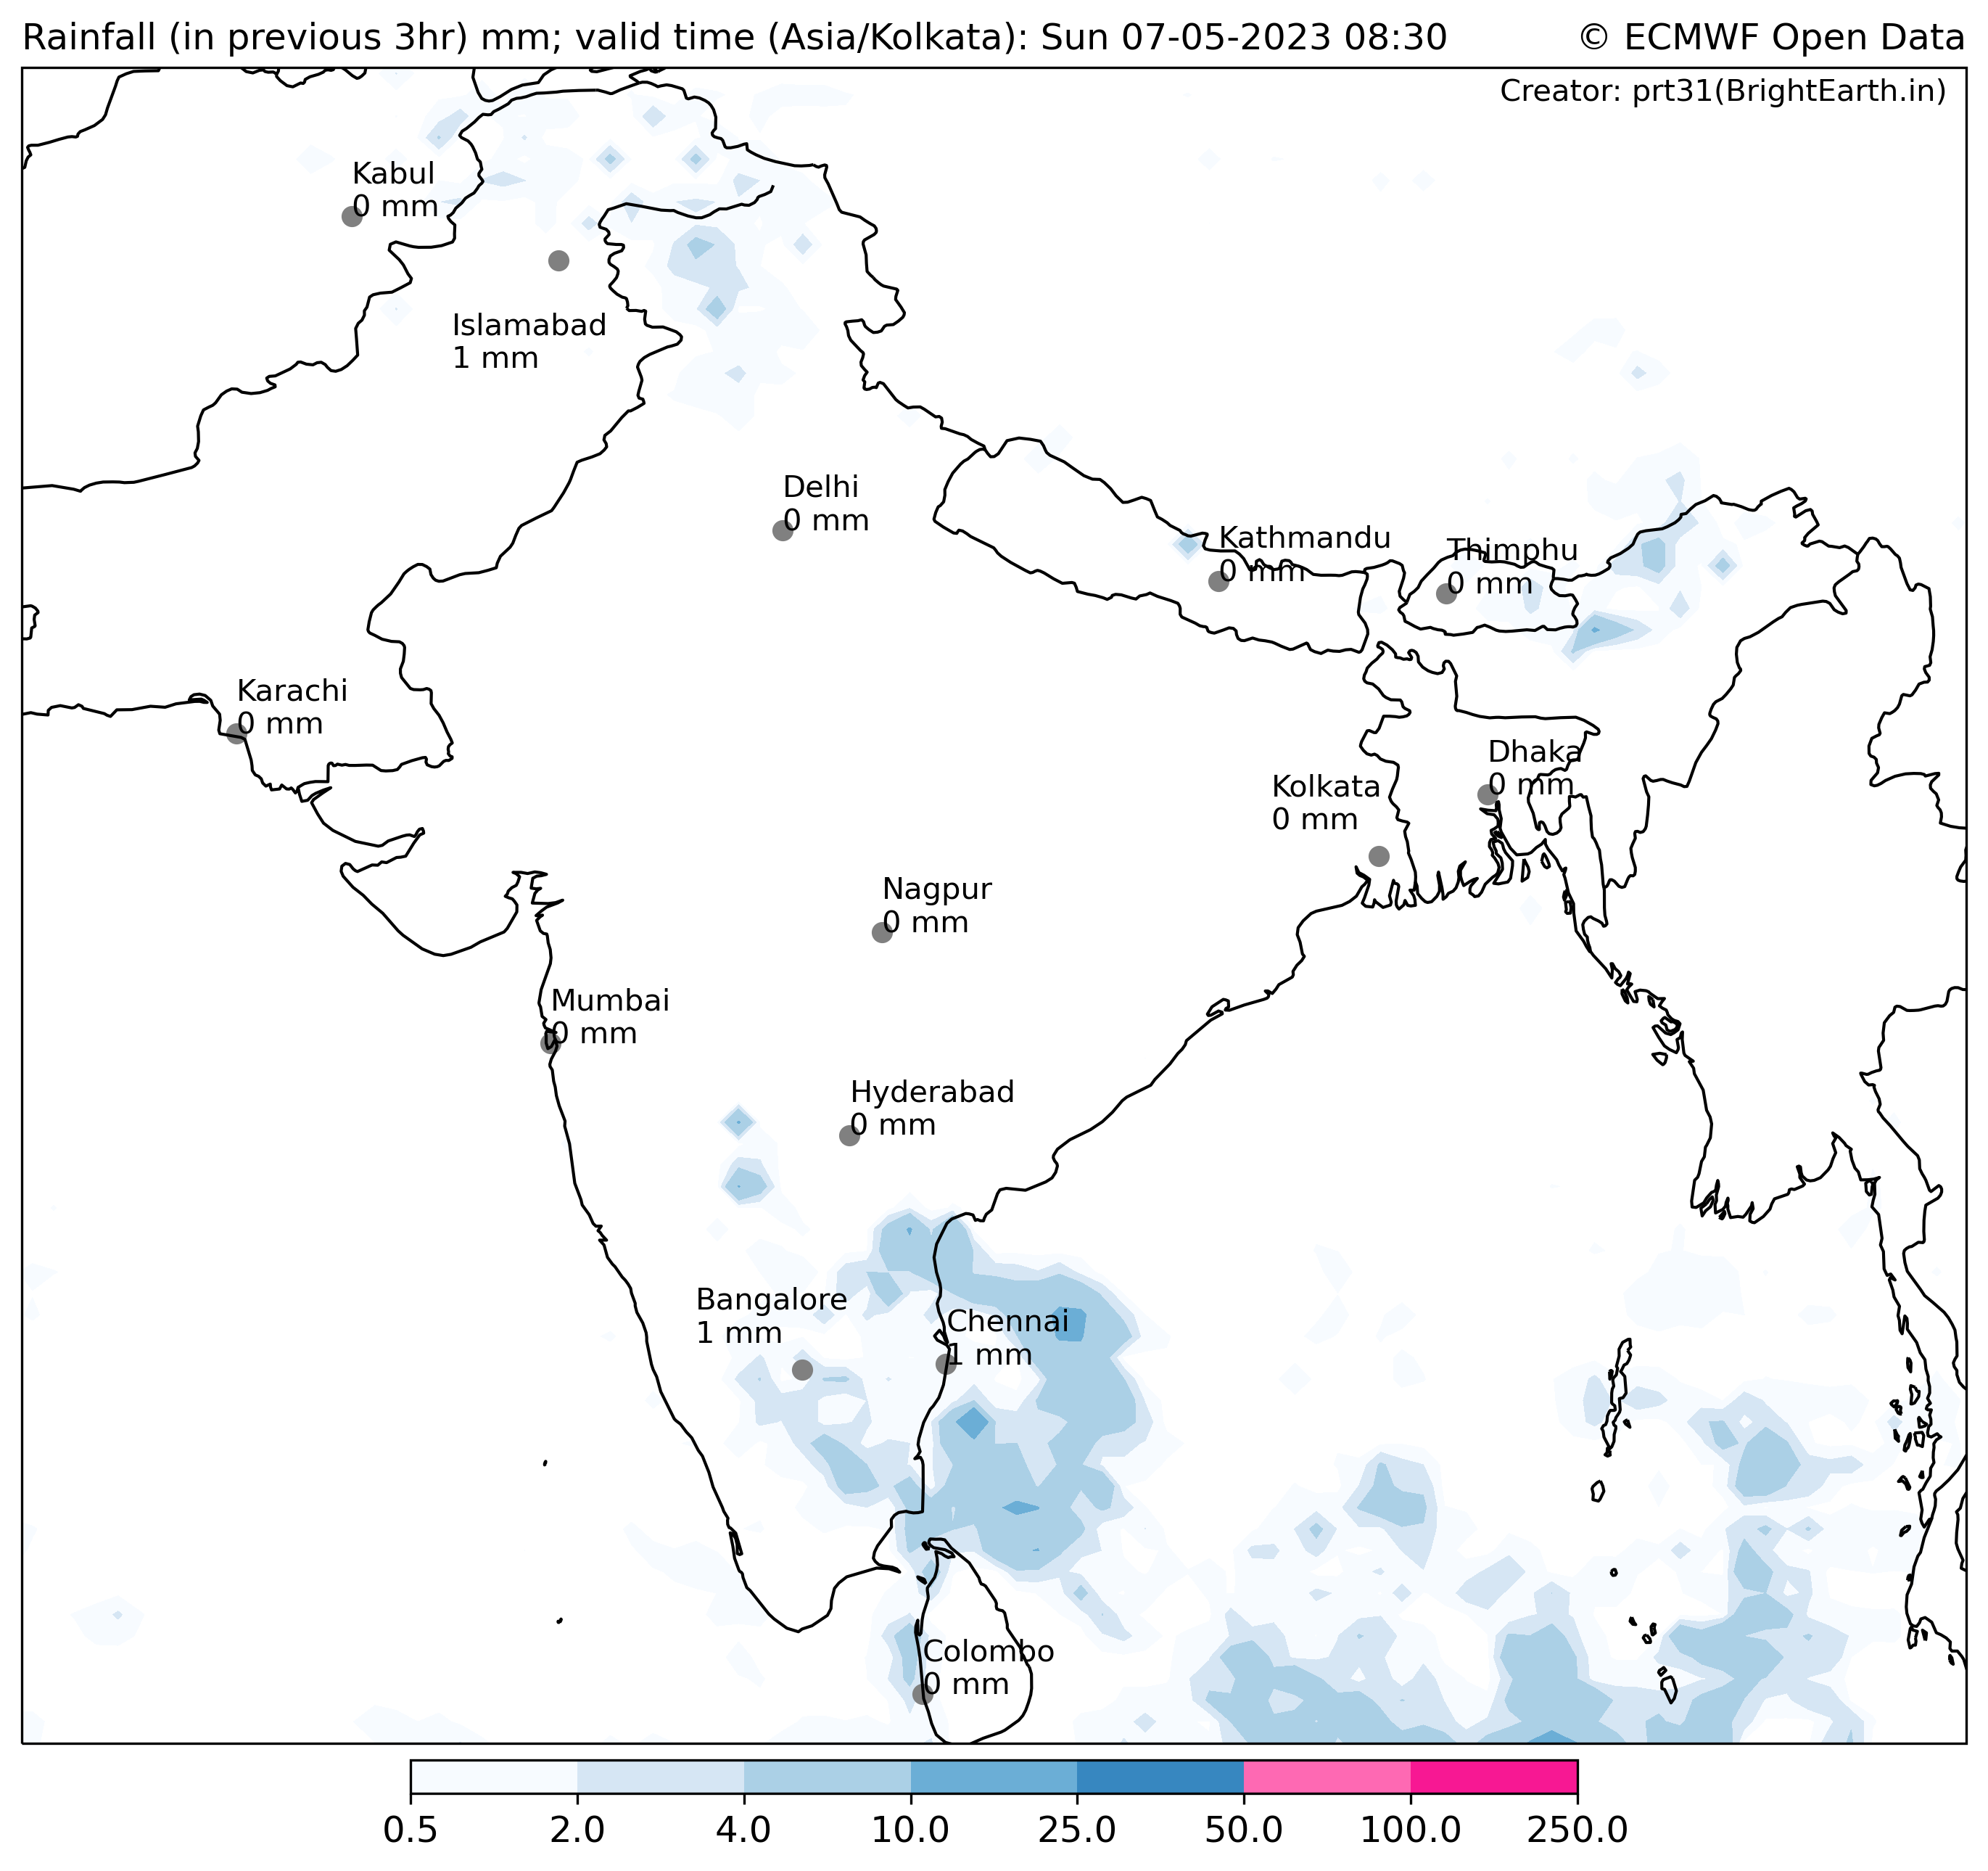 Rainfall (in previous 3hr) mm; valid time (Asia/Kolkata): Sun 07-05-2023 08:30
© ECMWF Open Data
Creator: prt31(BrightEarth.in)
Kabul
0 mm
Islamabad
1 mm
Delhi
0 mm
Kathmandu
0 mm
Thimphu
0 mm
Karachi
0 mm
Dhaka
0 mm
Kolkata
0 mm
Nagpur
0 mm
Mumbai
0 mm
Hyderabad
0 mm
Bangalore
1 mm
Chennai
1 mm
Colombo
0 mm
0.5 2.0 4.0 10.0 25.0 50.0 100.0 250.0